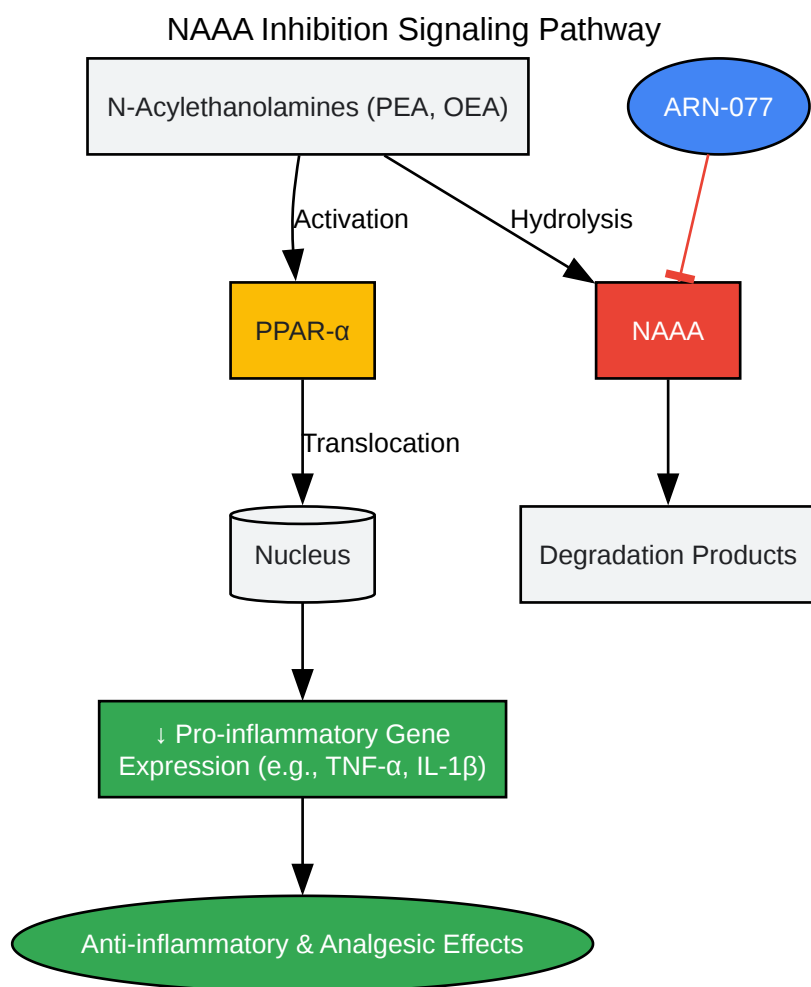 NAAA Inhibition Signaling Pathway
N-Acylethanolamines (PEA, OEA)
ARN-077
Activation
Hydrolysis
PPAR-α
NAAA
Translocation
Nucleus
Degradation Products
↓ Pro-inflammatory Gene
Expression (e.g., TNF-α, IL-1β)
Anti-inflammatory & Analgesic Effects